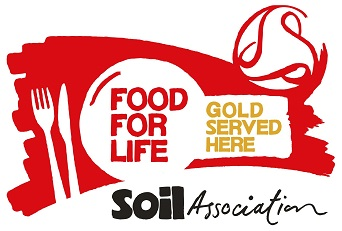 FOOD
FOR
LIFE
GOLD
SERVED
HERE
Soil Association